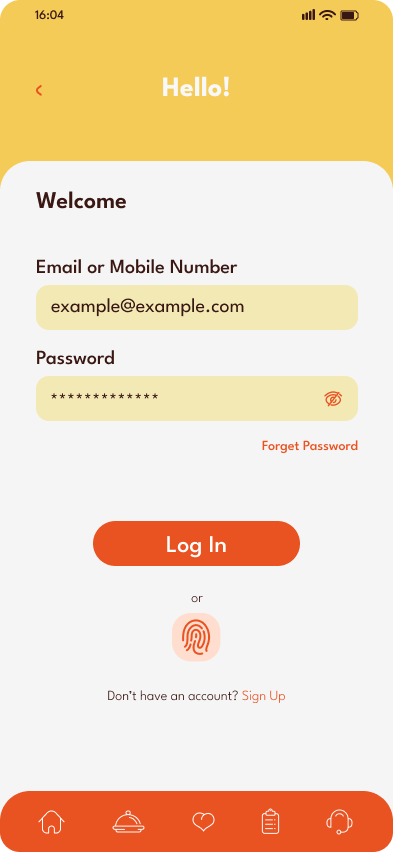 16:04
Hello!
Welcome
Email or Mobile Number
example@example.com
Password
*************
Forget Password
Log In
or
Don't have an account? Sign Up